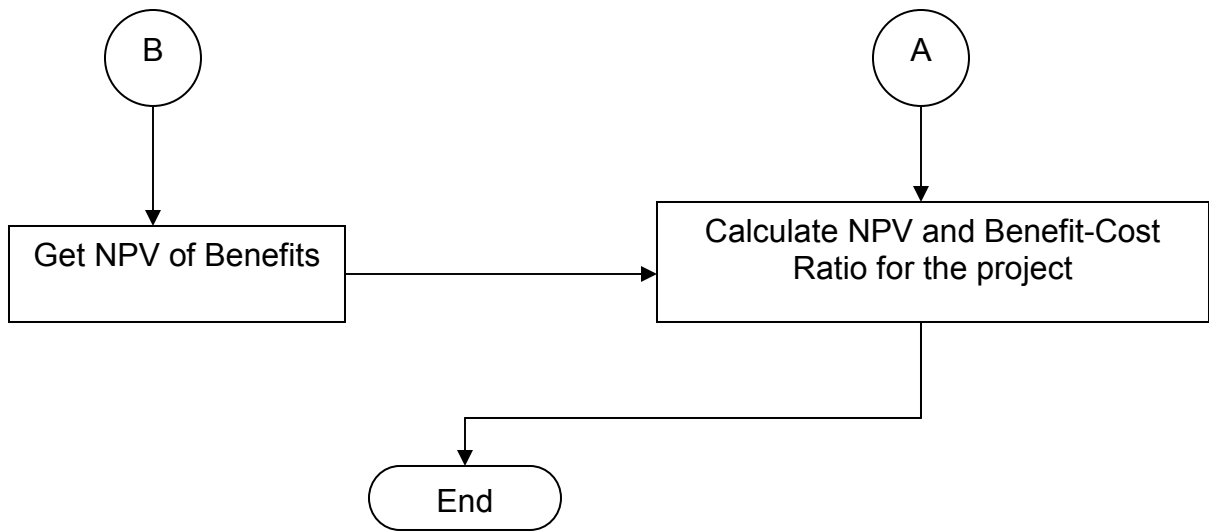 B
A
Get NPV of Benefits
Calculate NPV and Benefit-Cost
Ratio for the project
End